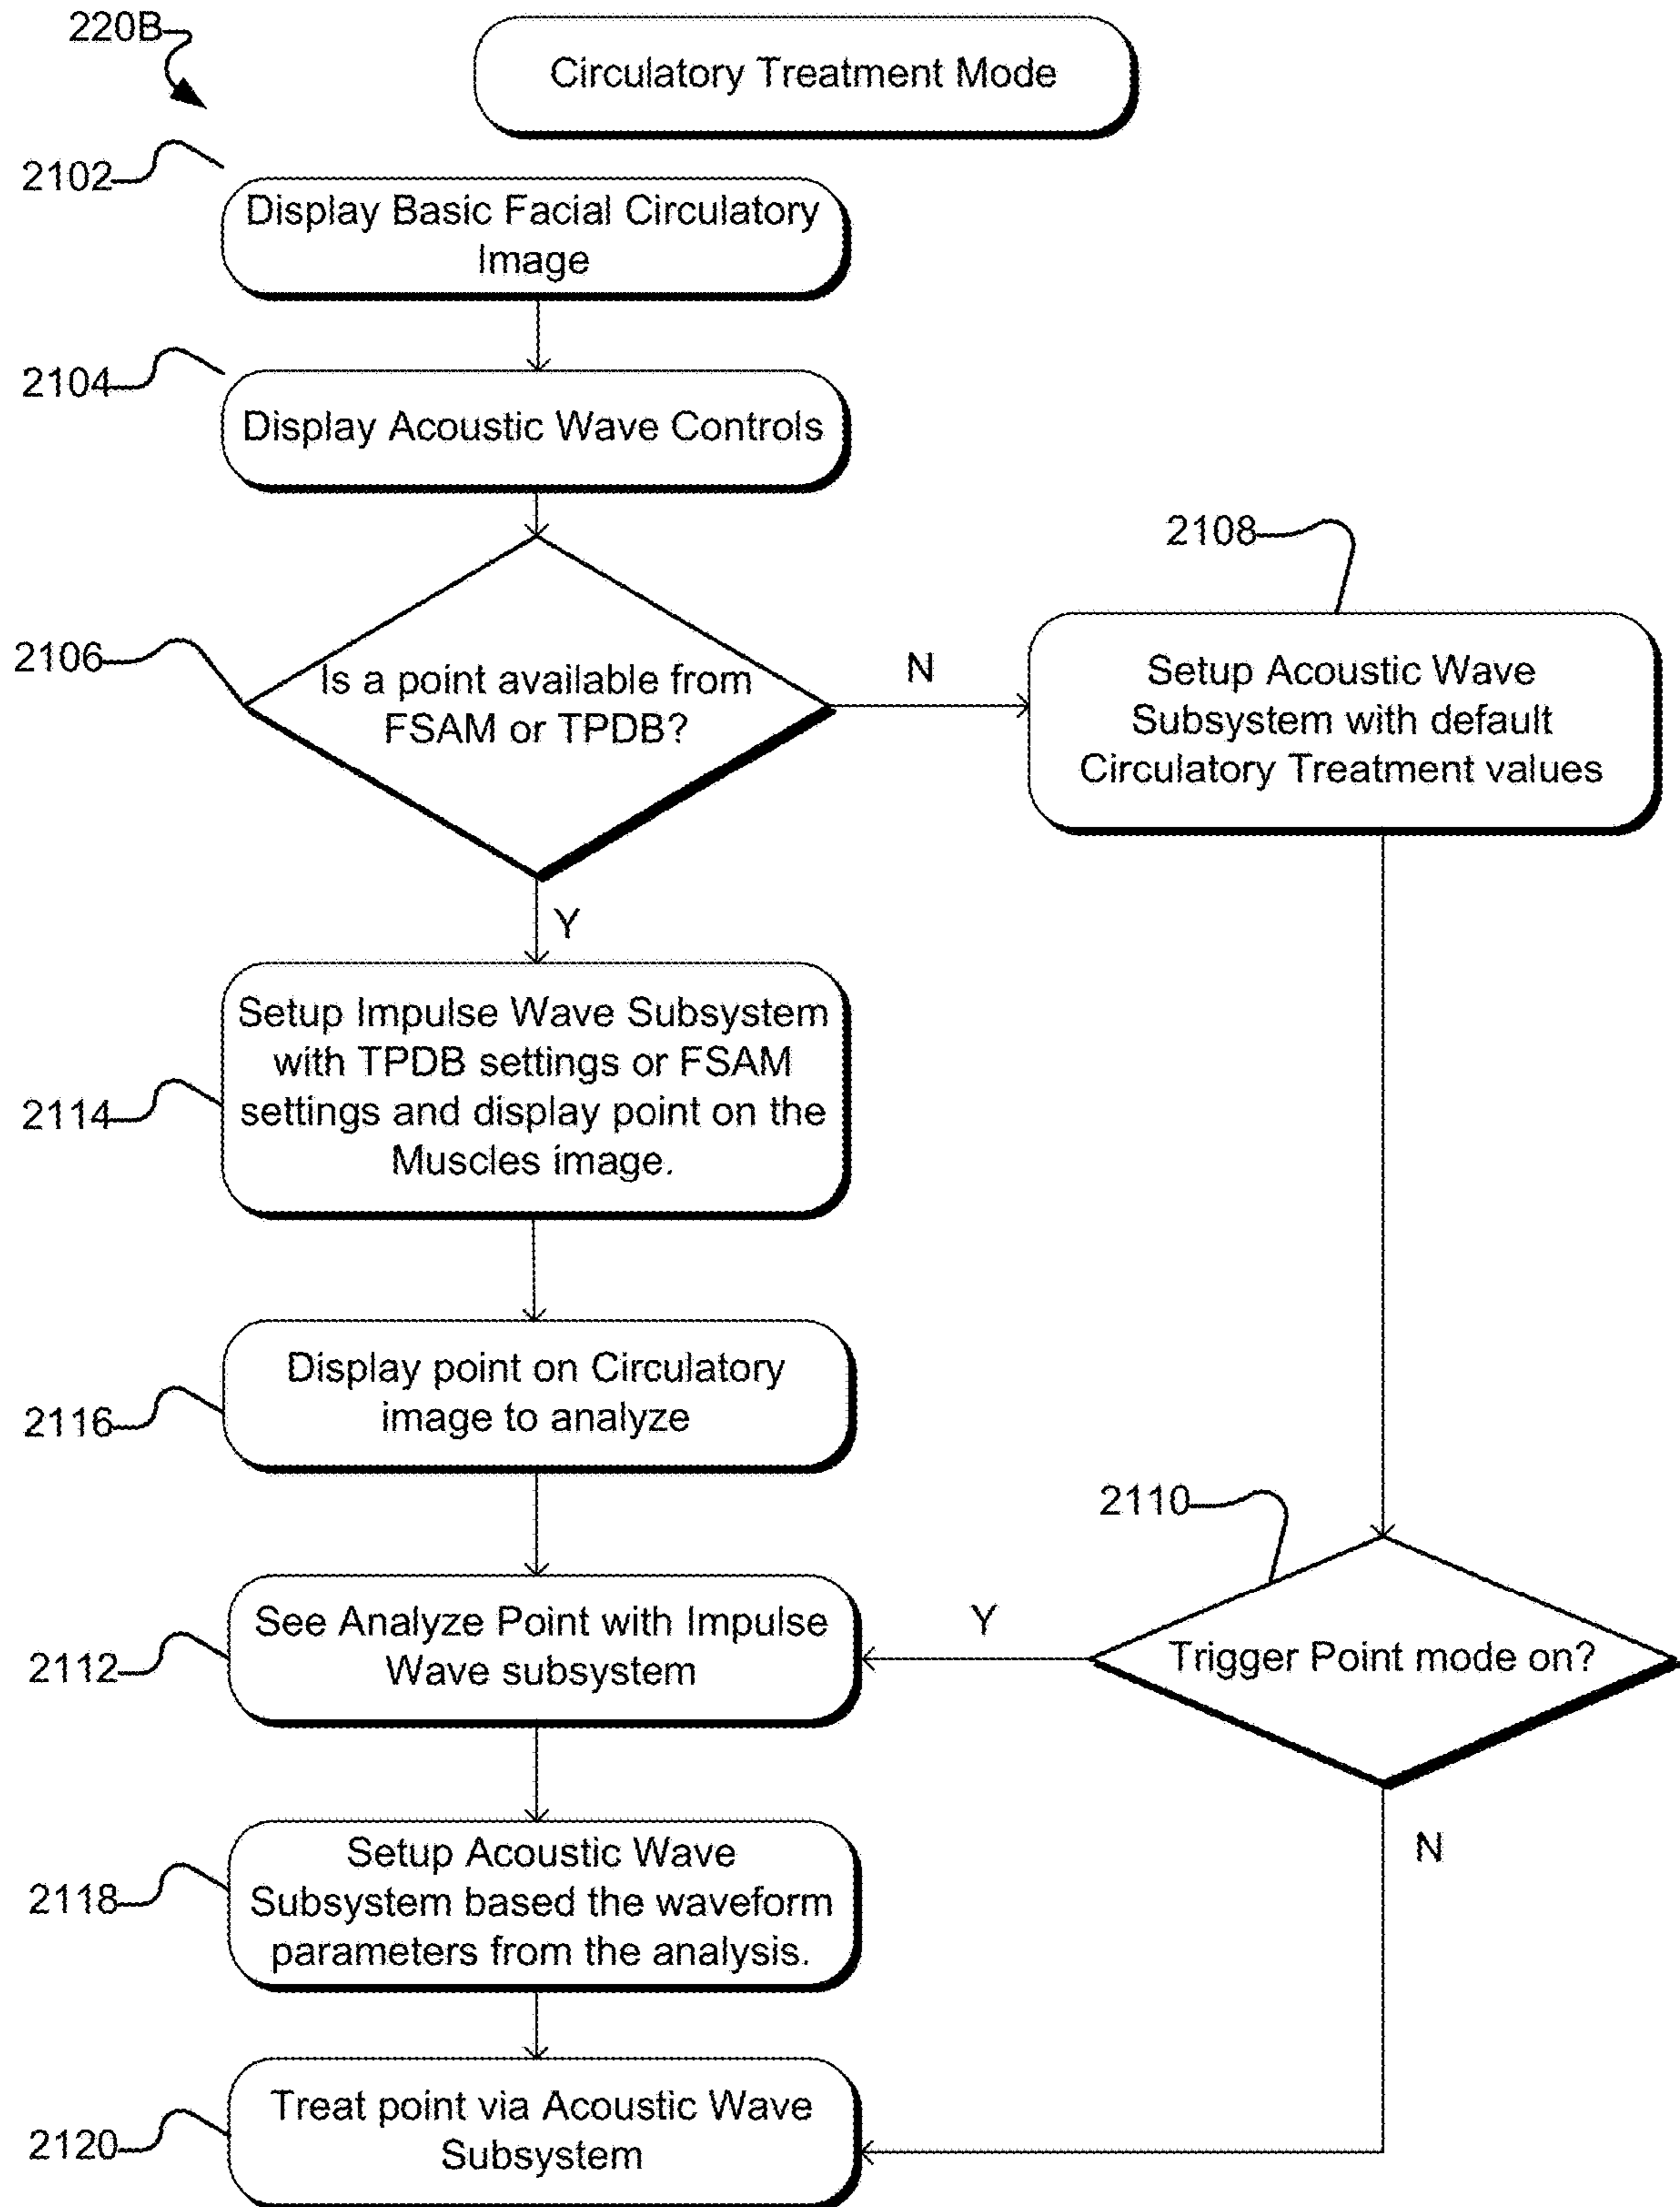 220B
Circulatory Treatment Mode
2102
Display Basic Facial Circulatory
Image
2104
Display Acoustic Wave Controls
2106
Is a point available from
FSAM or TPDB?
N
2108
Setup Acoustic Wave
Subsystem with default
Circulatory Treatment values
Y
2114
Setup Impulse Wave Subsystem
with TPDB settings or FSAM
settings and display point on the
Muscles image.
2116
Display point on Circulatory
image to analyze
2110
Trigger Point mode on?
Y
N
2112
See Analyze Point with Impulse
Wave subsystem
2118
Setup Acoustic Wave
Subsystem based the waveform
parameters from the analysis.
2120
Treat point via Acoustic Wave
Subsystem